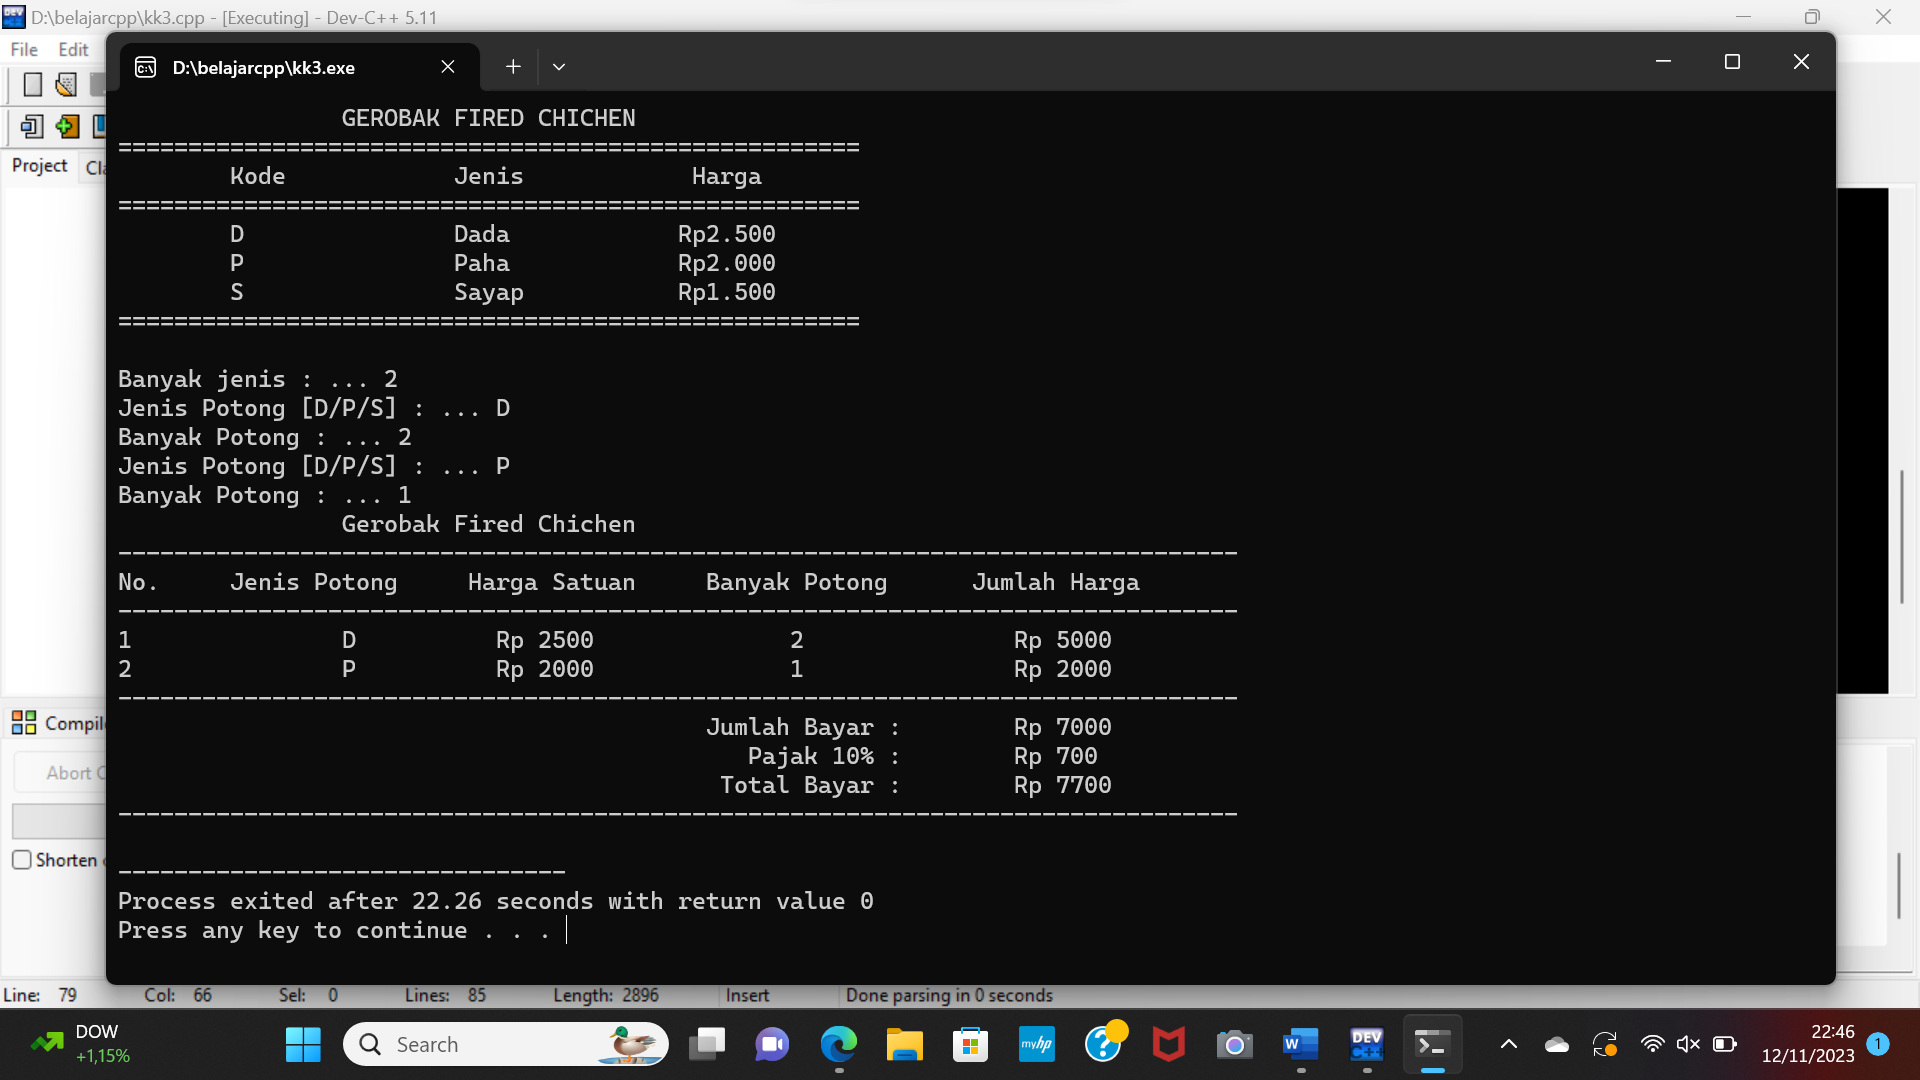 D:\belajarcpp\kk3.cpp - [Executing] - Dev-C++ 5.11
File Edit
D:\belajarcpp\kk3.exe
Project
GEROBAK FIRED CHICHEN
=====================================================
Kode Jenis Harga
=====================================================
D Dada Rp2.500
P Paha Rp2.000
S Sayap Rp1.500
=====================================================
Banyak jenis : ... 2
Jenis Potong [D/P/S] : ... D
Banyak Potong : ... 2
Jenis Potong [D/P/S] : ... P
Banyak Potong : ... 1
Gerobak Fired Chichen
--------------------------------------------------------------------------------
No. Jenis Potong Harga Satuan Banyak Potong Jumlah Harga
--------------------------------------------------------------------------------
1 D Rp 2500 2 Rp 5000
2 P Rp 2000 1 Rp 2000
--------------------------------------------------------------------------------
Jumlah Bayar : Rp 7000
Pajak 10% : Rp 700
Total Bayar : Rp 7700
--------------------------------------------------------------------------------
--------------------------------
Process exited after 22.26 seconds with return value 0
Press any key to continue . . .
Abort
Shorten
Line: 79 Col: 66 Sel: 0 Lines: 85 Length: 2896 Insert Done parsing in 0 seconds
DOW
+1,15%
Search
myhp
DEV
C++
22:46
12/11/2023
1